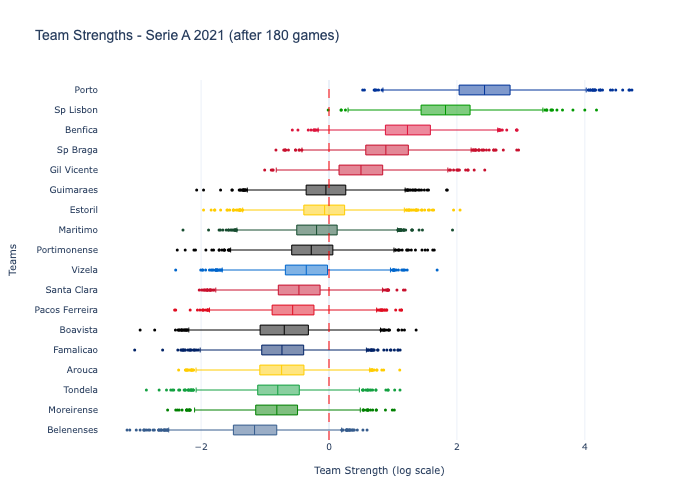 Team Strengths - Serie A 2021 (after 180 games)
Porto
Sp Lisbon
Benfica
Sp Braga
Gil Vicente
Guimaraes
Estoril
Maritimo
Portimonense
Vizela
Santa Clara
Pacos Ferreira
Boavista
Famalicao
Arouca
Tondela
Moreirense
Belenenses
Teams
−2 0 2 4
Team Strength (log scale)